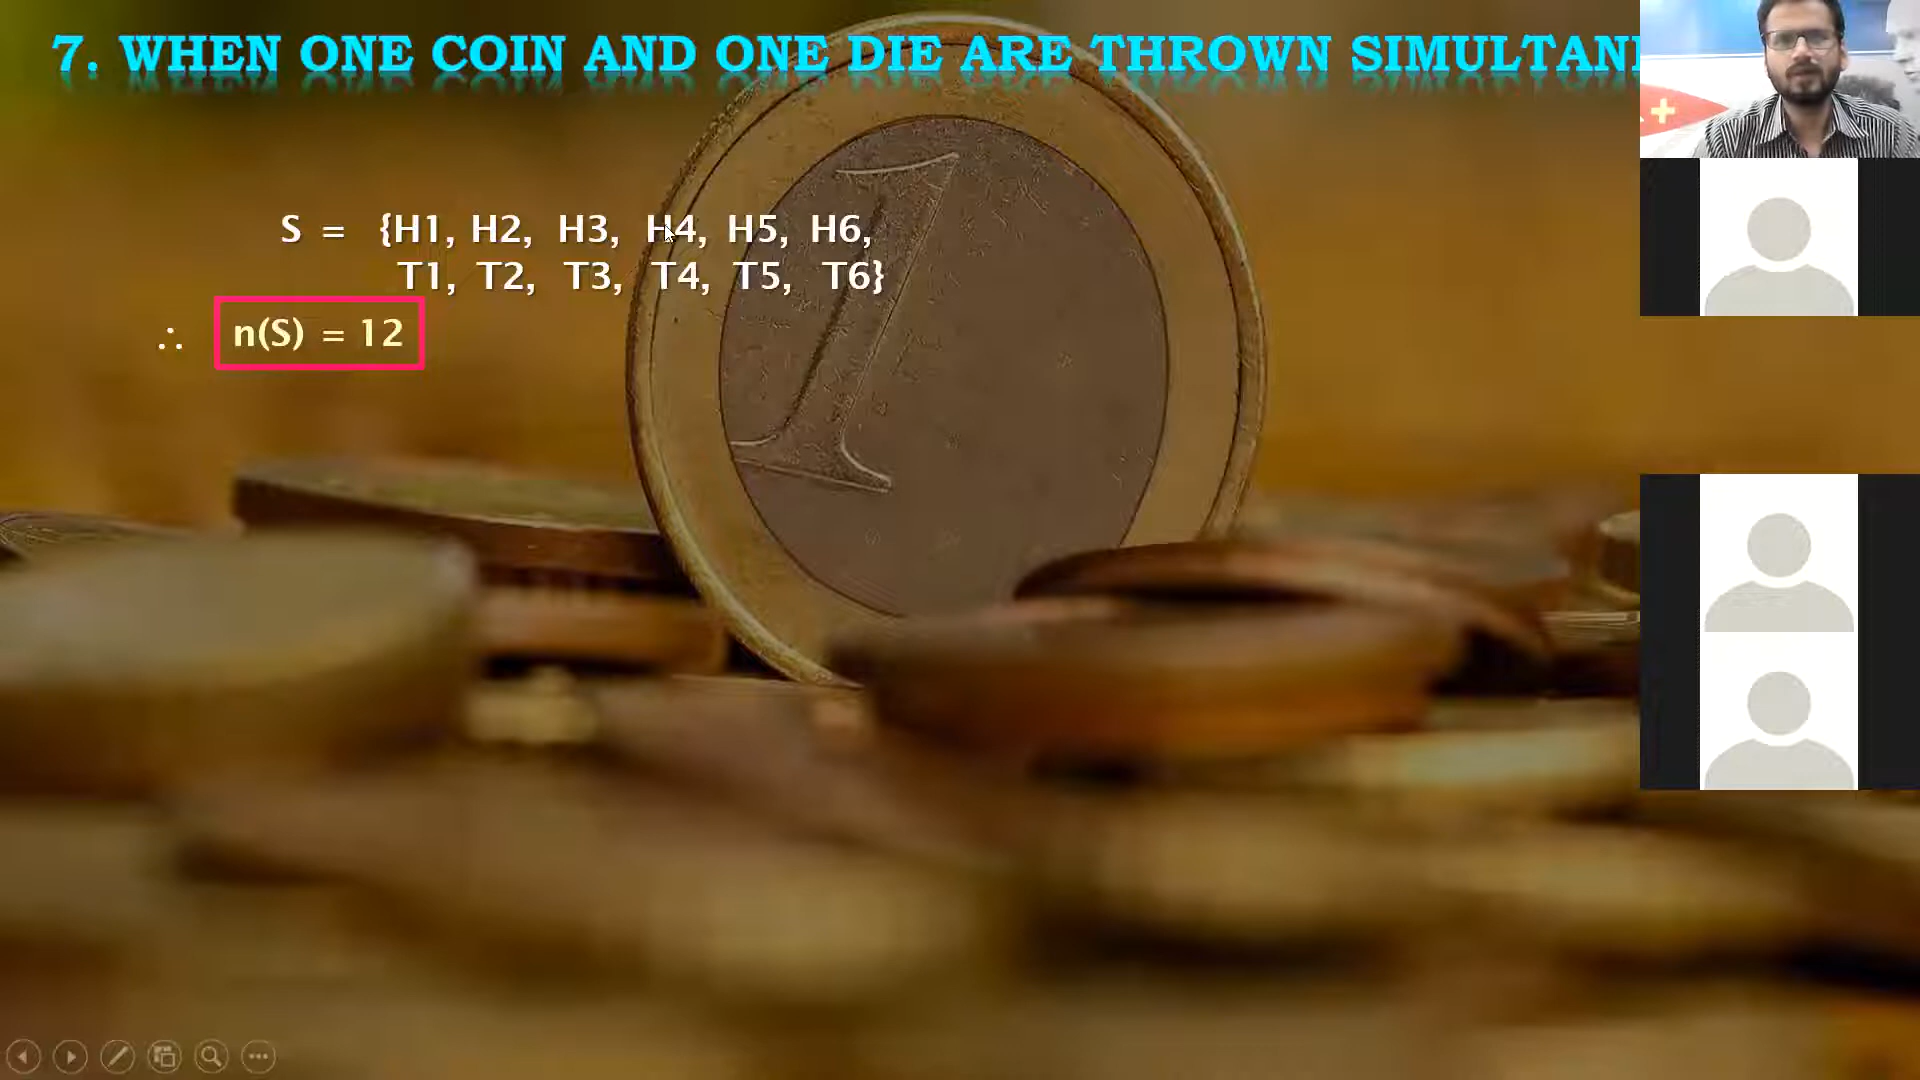 7. WHEN ONE COIN AND ONE DIE ARE THROWN
S = {H1, H2, H3, H4, H5, H6,
T1, T2, T3, T4, T5, T6}
∴ n(S) = 12